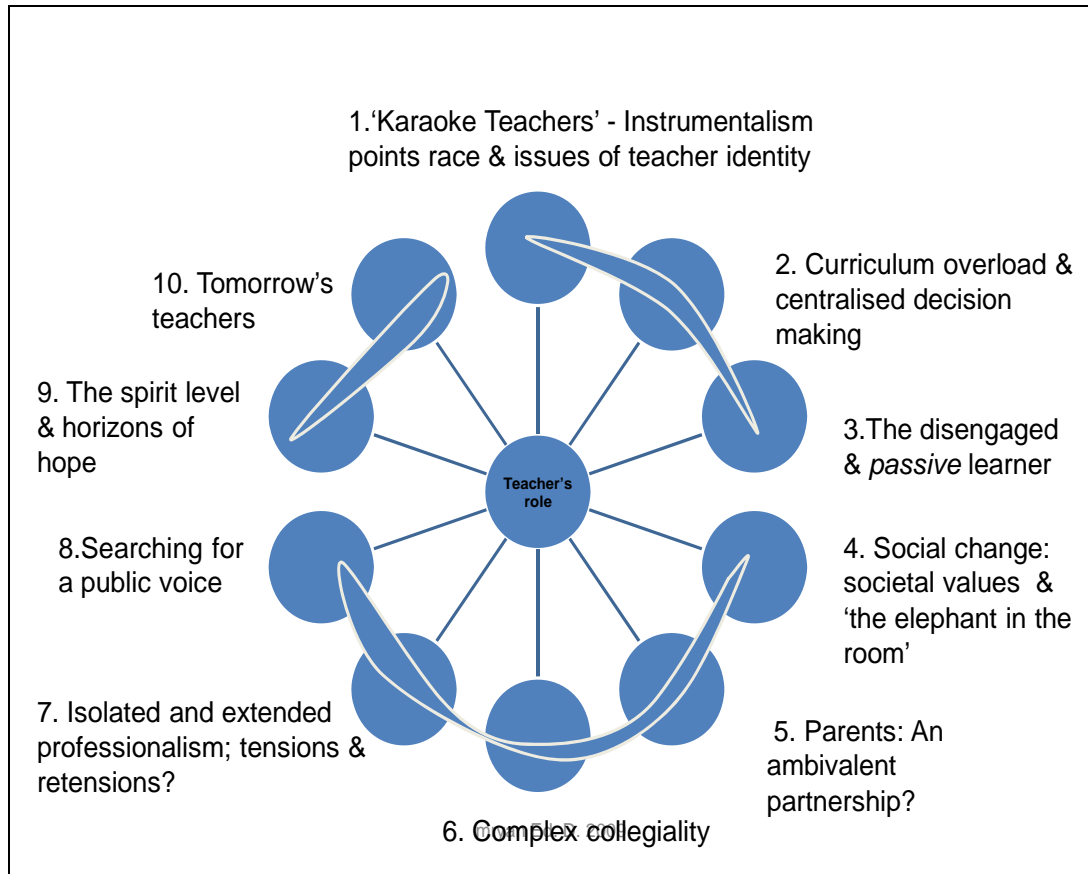 1.‘Karaoke Teachers’ - Instrumentalism
points race & issues of teacher identity
2. Curriculum overload &
centralised decision
making
3.The disengaged
& passive learner
4. Social change:
societal values &
‘the elephant in the
room’
5. Parents: An
ambivalent
partnership?
6. Complex collegiality
7. Isolated and extended
professionalism; tensions &
retensions?
8.Searching for
a public voice
9. The spirit level
& horizons of
hope
10. Tomorrow’s
teachers
Teacher’s
role
Ed. D. 2009